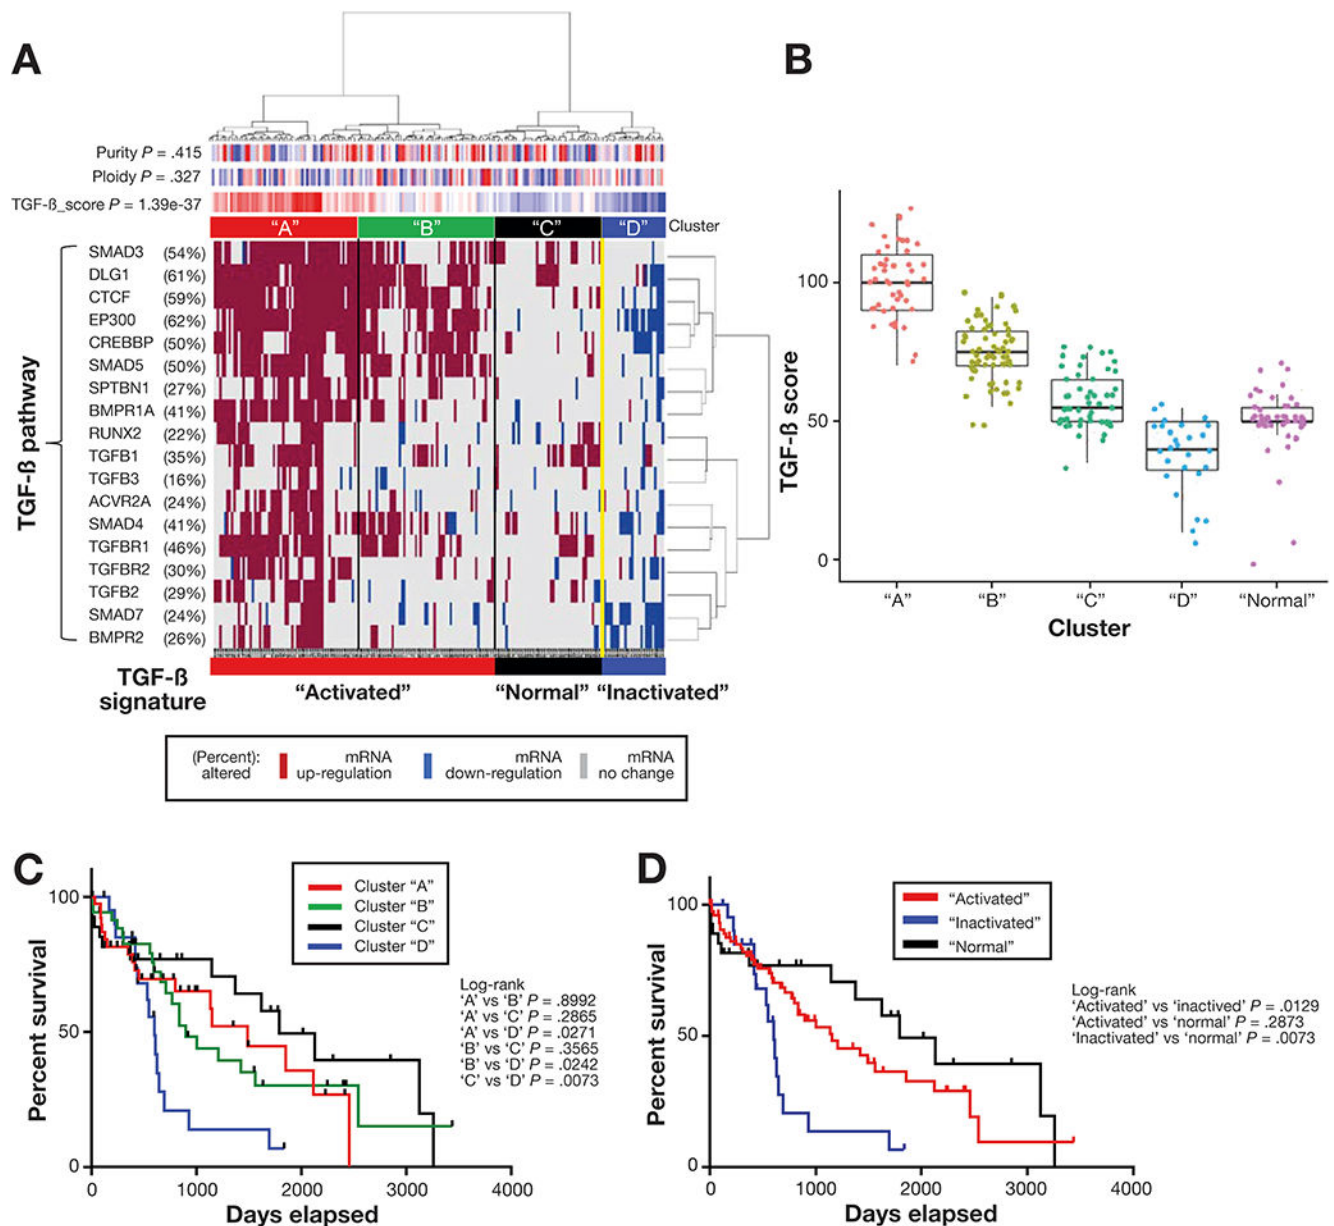 A
Purity P = .415
Ploidy P = .327
TGF-ß_score P = 1.39e-37
"A" "B" "C" "D" Cluster
TGF-ß pathway
SMAD3 (54%)
DLG1 (61%)
CTCF (59%)
EP300 (62%)
CREBBP (50%)
SMAD5 (50%)
SPTBN1 (27%)
BMPR1A (41%)
RUNX2 (22%)
TGFB1 (35%)
TGFB3 (16%)
ACVR2A (24%)
SMAD4 (41%)
TGFBR1 (46%)
TGFBR2 (30%)
TGFB2 (29%)
SMAD7 (24%)
BMPR2 (26%)
TGF-ß
signature
"Activated" "Normal" "Inactivated"
(Percent): mRNA mRNA mRNA
altered up-regulation down-regulation no change
B
TGF-ß score
100
50
0
"A" "B" "C" "D" "Normal"
Cluster
C
Percent survival
100
50
0
0 1000 2000 3000 4000
Days elapsed
Cluster "A"
Cluster "B"
Cluster "C"
Cluster "D"
Log-rank
'A' vs 'B' P = .8992
'A' vs 'C' P = .2865
'A' vs 'D' P = .0271
'B' vs 'C' P = .3565
'B' vs 'D' P = .0242
'C' vs 'D' P = .0073
D
Percent survival
100
50
0
0 1000 2000 3000 4000
Days elapsed
"Activated"
"Inactivated"
"Normal"
Log-rank
'Activated' vs 'inactived' P = .0129
'Activated' vs 'normal' P = .2873
'Inactivated' vs 'normal' P = .0073